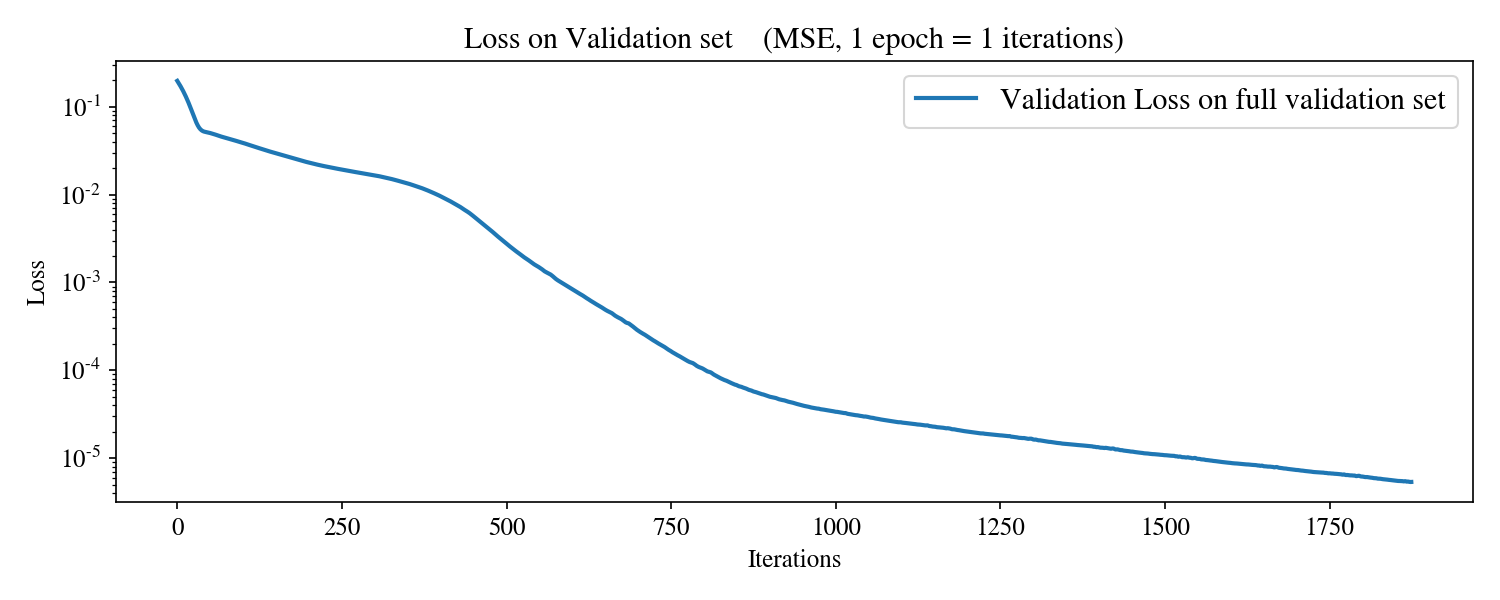 Loss on Validation set    (MSE, 1 epoch = 1 iterations)
Validation Loss on full validation set
10^-1
10^-2
10^-3
10^-4
10^-5
Loss
0 250 500 750 1000 1250 1500 1750
Iterations